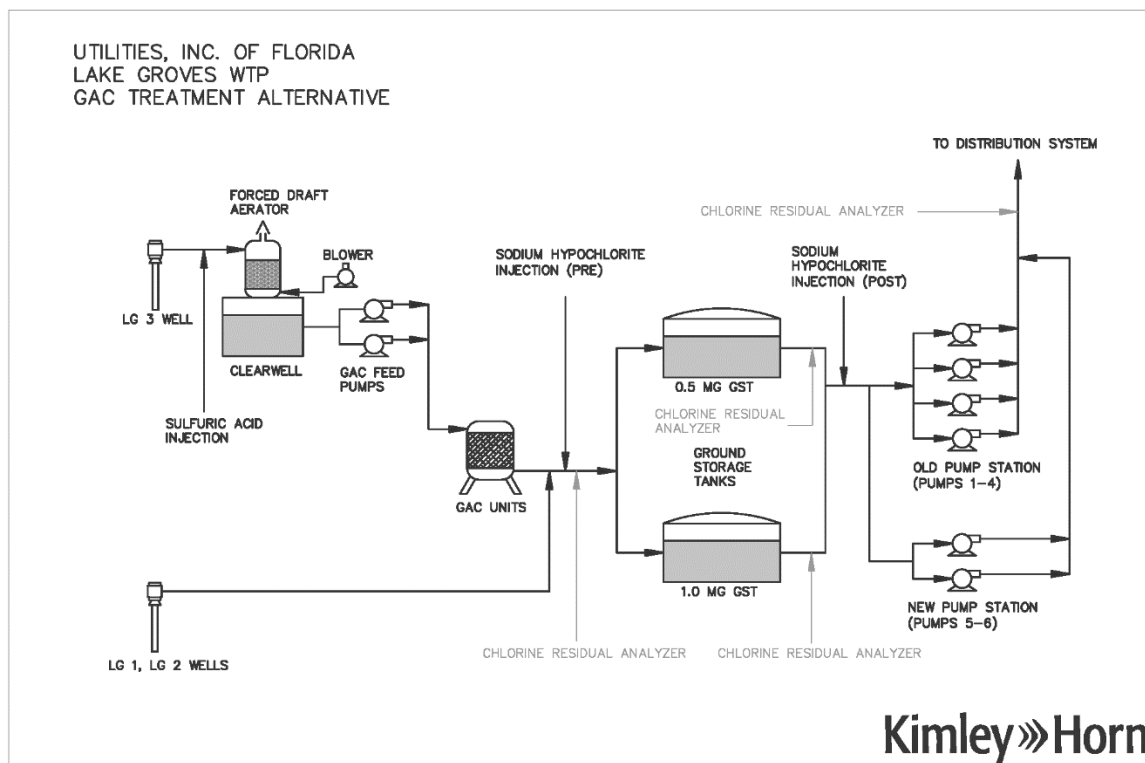 UTILITIES, INC. OF FLORIDA
LAKE GROVES WTP
GAC TREATMENT ALTERNATIVE
TO DISTRIBUTION SYSTEM
FORCED DRAFT
AERATOR
CHLORINE RESIDUAL ANALYZER
BLOWER
SODIUM HYPOCHLORITE
INJECTION (PRE)
SODIUM
HYPOCHLORITE
INJECTION (POST)
LG 3 WELL
CLEARWELL
GAC FEED
PUMPS
0.5 MG GST
SULFURIC ACID
INJECTION
CHLORINE RESIDUAL
ANALYZER
GROUND
STORAGE
TANKS
OLD PUMP STATION
(PUMPS 1-4)
GAC UNITS
1.0 MG GST
NEW PUMP STATION
(PUMPS 5-6)
LG 1, LG 2 WELLS
CHLORINE RESIDUAL ANALYZER
CHLORINE RESIDUAL ANALYZER
Kimley»Horn